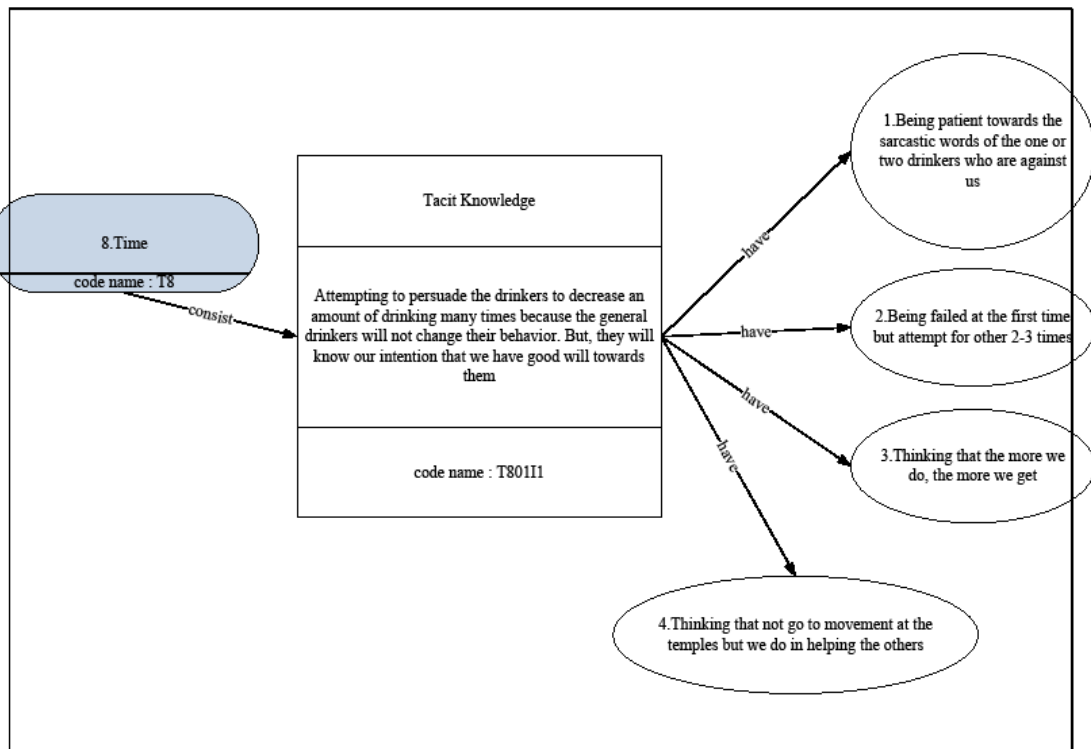 8.Time
code name : T8
consist
Tacit Knowledge
Attempting to persuade the drinkers to decrease an
amount of drinking many times because the general
drinkers will not change their behavior. But, they will
know our intention that we have good will towards
them
code name : T801I1
have
have
have
have
1.Being patient towards the
sarcastic words of the one or
two drinkers who are against
us
2.Being failed at the first time
but attempt for other 2-3 times
3.Thinking that the more we
do, the more we get
4.Thinking that not go to movement at the
temples but we do in helping the others